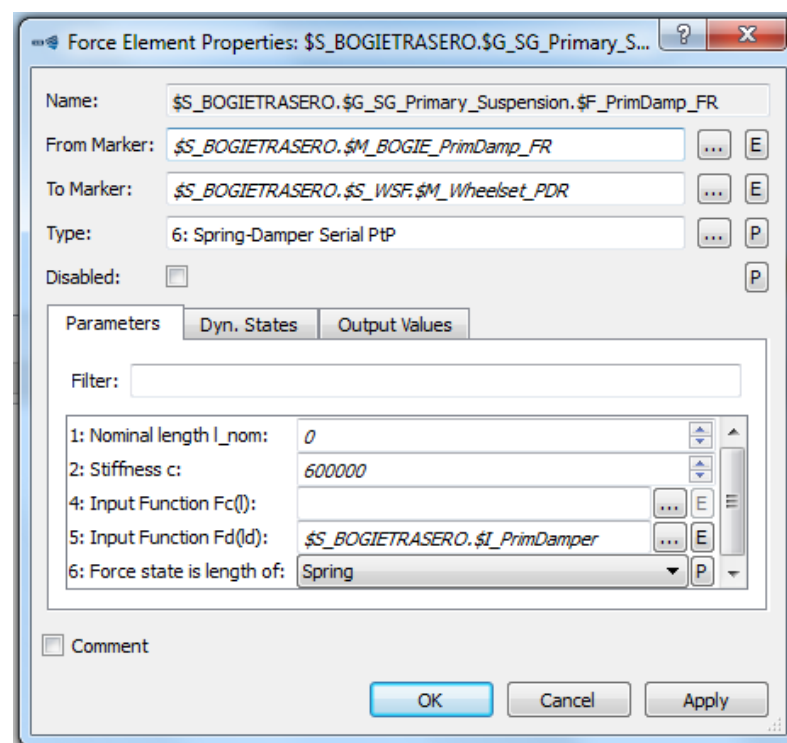 Force Element Properties: $S_BOGIETRASERO.$G_SG_Primary_S... ? X
Name: $S_BOGIETRASERO.$G_SG_Primary_Suspension.$F_PrimDamp_FR
From Marker: $S_BOGIETRASERO.$M_BOGIE_PrimDamp_FR ... E
To Marker: $S_BOGIETRASERO.$S_WSF.$M_Wheelset_PDR ... E
Type: 6: Spring-Damper Serial PtP ... P
Disabled: P
Parameters Dyn. States Output Values
Filter:
1: Nominal length l_nom: 0
2: Stiffness c: 600000
4: Input Function Fc(l): ... E
5: Input Function Fd(ld): $S_BOGIETRASERO.$I_PrimDamper ... E
6: Force state is length of: Spring P
Comment
OK Cancel Apply